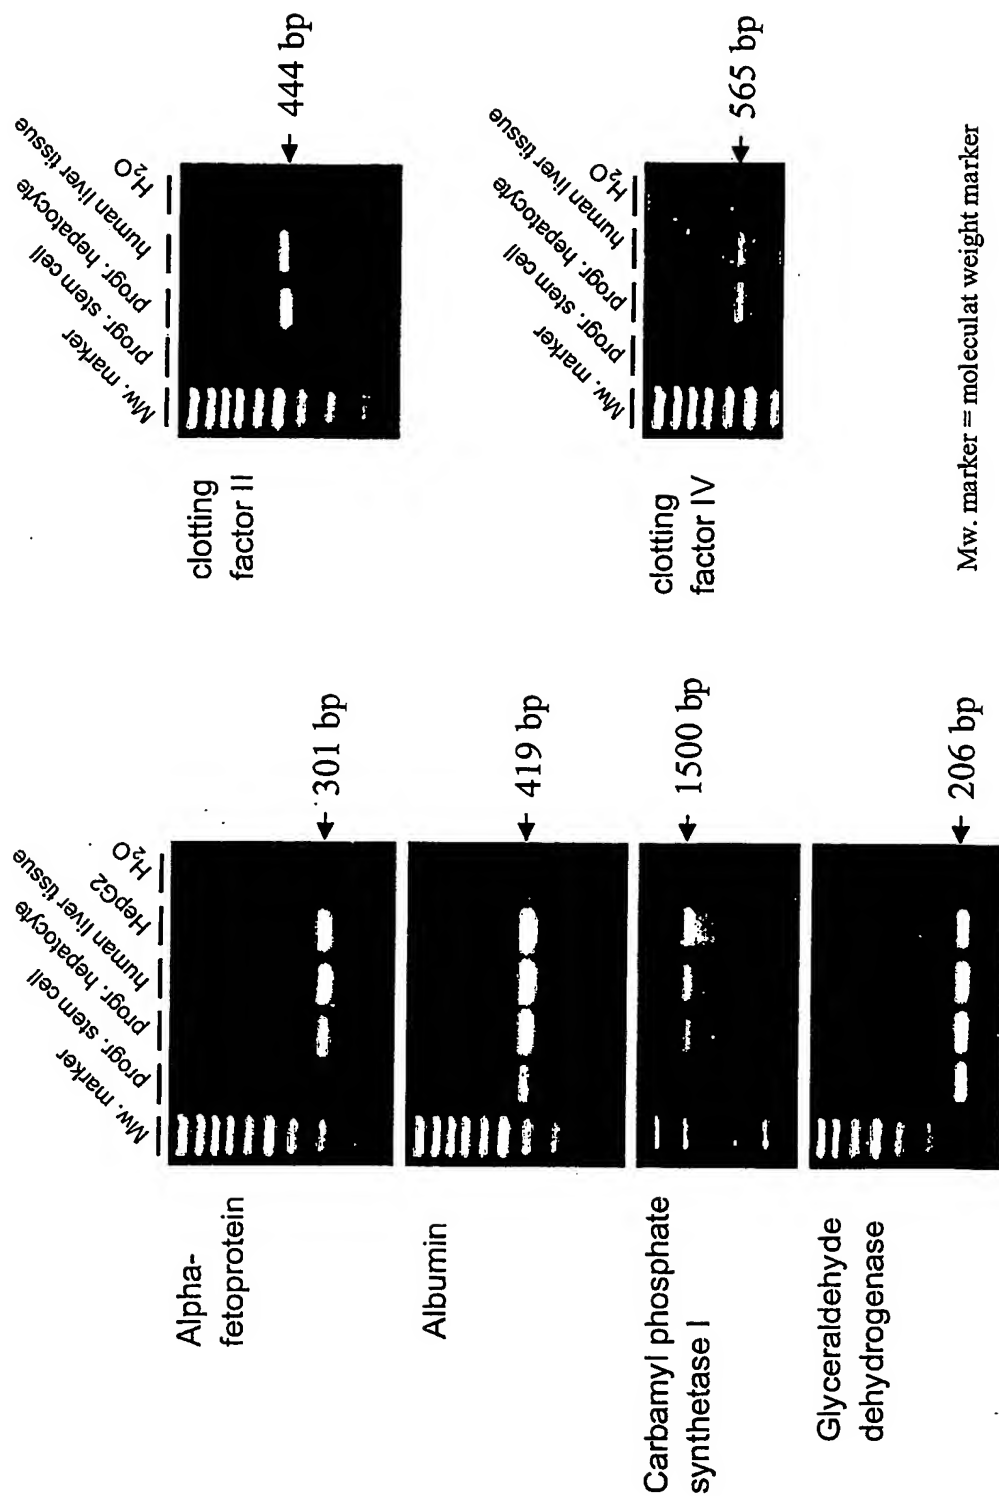 Mw. marker
progr. stem cell
progr. hepatocyte
human liver tissue
HepG2
H₂O
Alpha-
fetoprotein
301 bp
Albumin
419 bp
Carbamyl phosphate
synthetase I
1500 bp
Glyceraldehyde
dehydrogenase
206 bp
Mw. marker
progr. stem cell
progr. hepatocyte
human liver tissue
H₂O
clotting
factor II
444 bp
Mw. marker
progr. stem cell
progr. hepatocyte
human liver tissue
H₂O
clotting
factor IV
565 bp
Mw. marker = moleculat weight marker